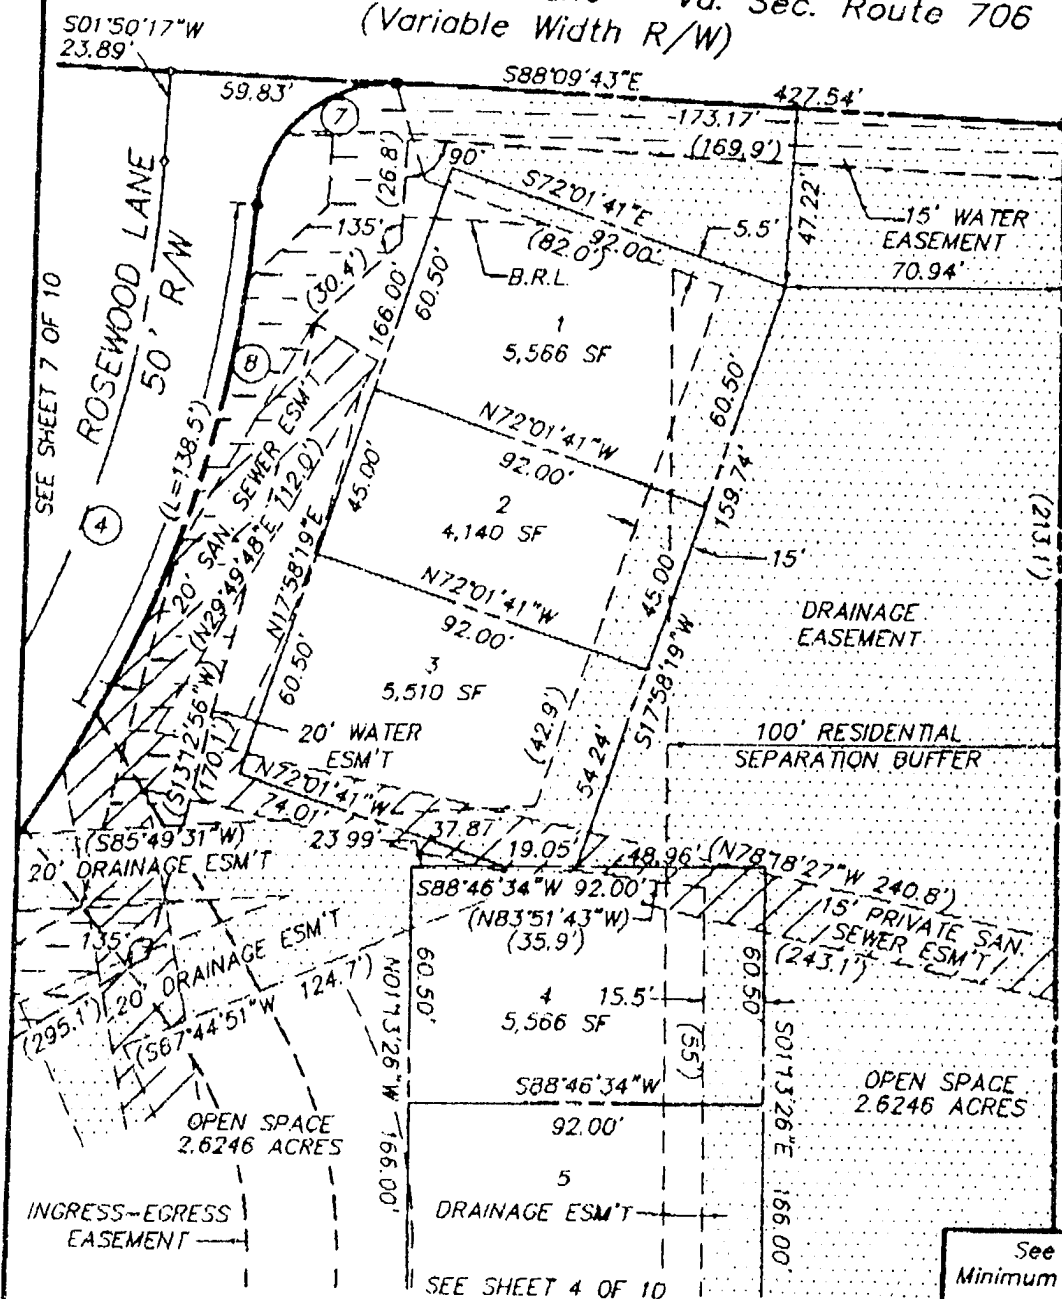 Va. Sec. Route 706
(Variable Width R/W)
S01°50'17"W
23.89'
59.83'
S88°09'43"E
427.54'
173.17'
(169.9')
7
(26.8')
90'
S72°01'41"E
92.00'
(82.0')
5.5'
47.22'
15' WATER
EASEMENT
70.94'
135'
(30.4')
B.R.L.
166.00'
60.50'
1
5,566 SF
60.50'
ROSEWOOD LANE
50' R/W
SEE SHEET 7 OF 10
8
(L=138.5')
4
20' SAN. SEWER ESM'T
(N29°49'48"E 112.0')
N72°01'41"W
92.00'
159.74'
45.00'
2
4,140 SF
45.00'
15'
N17°58'19"E
(213.1')
DRAINAGE
EASEMENT
N72°01'41"W
92.00'
S17°58'19"W
3
5,510 SF
60.50'
(S13°12'56"W)
(170.1')
20' WATER
ESM'T
(42.9')
54.24'
100' RESIDENTIAL
SEPARATION BUFFER
N72°01'41"W
74.01'
23.99'
37.87
19.05'
48.96'
(N78°18'27"W 240.8')
(S85°49'31"W)
20' DRAINAGE ESM'T
S88°46'34"W 92.00'
(N83°51'43"W)
(35.9')
15' PRIVATE SAN.
SEWER ESM'T
(243.1')
135'
20' DRAINAGE ESM'T
(295.1')
(S67°44'51"W
124.7')
60.50'
N01°13'26"W 166.00'
4
15.5'
5,566 SF
(55')
60.50
S01°13'26"E 166.00'
S88°46'34"W
92.00'
OPEN SPACE
2.6246 ACRES
OPEN SPACE
2.6246 ACRES
5
DRAINAGE ESM'T
INGRESS-EGRESS
EASEMENT
SEE SHEET 4 OF 10
See
Minimum